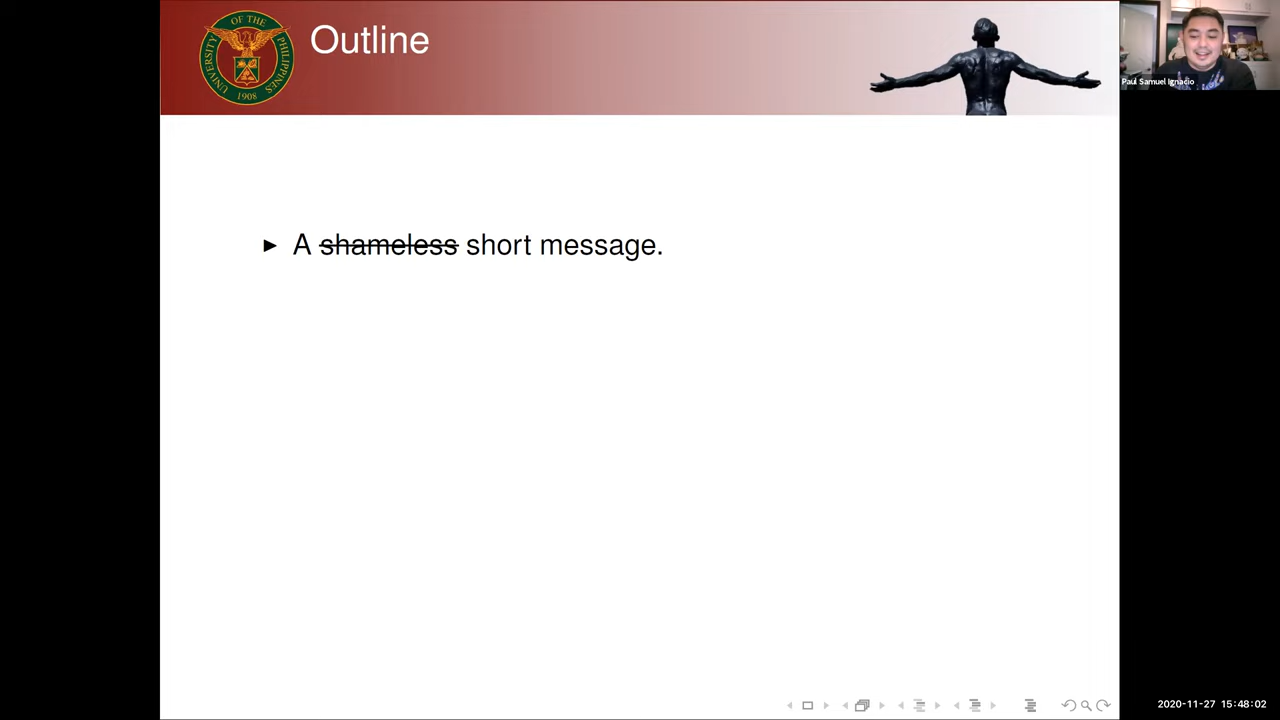 UNIVERSITY OF THE PHILIPPINES
1908
Outline
Paul Samuel Ignacio
► A ~~shameless~~ short message.
2020-11-27 15:48:02